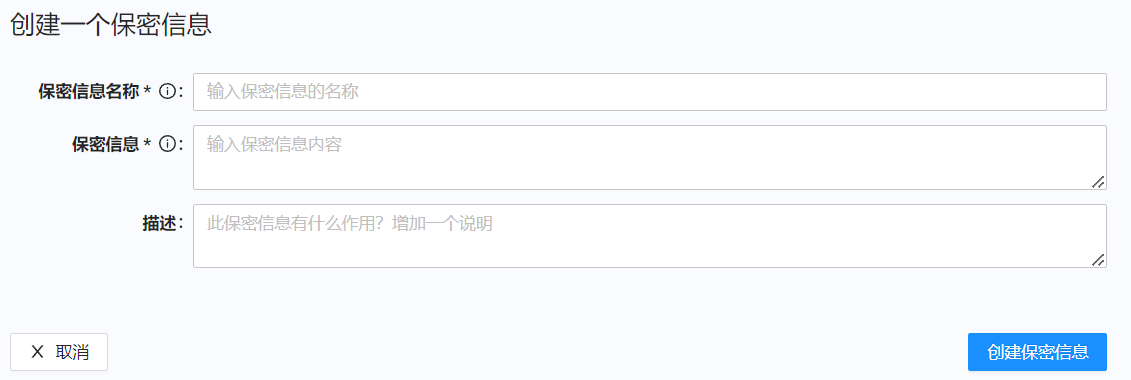 创建一个保密信息
保密信息名称 * ⓘ: 输入保密信息的名称
保密信息 * ⓘ: 输入保密信息内容
描述: 此保密信息有什么作用？增加一个说明
X 取消
创建保密信息